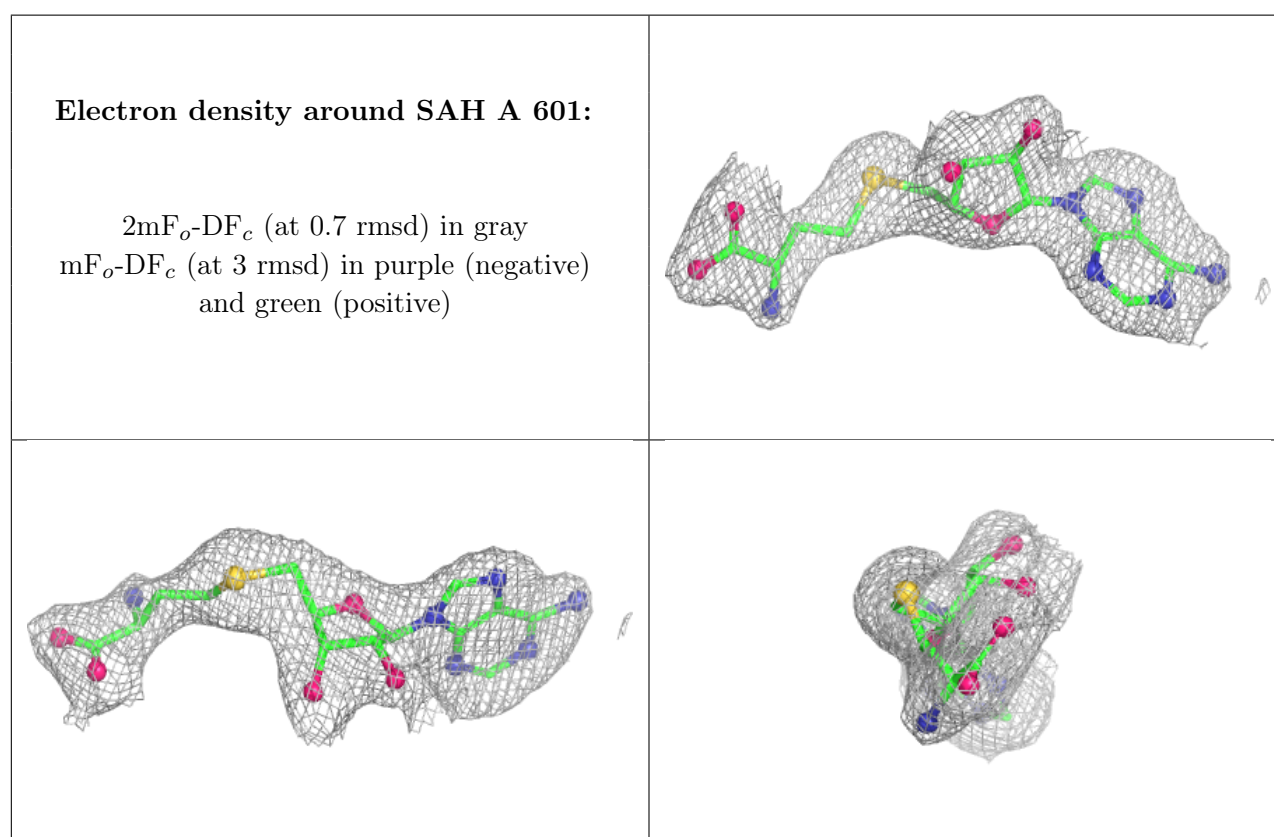 Electron density around SAH A 601:
2mFo-DFc (at 0.7 rmsd) in gray
mFo-DFc (at 3 rmsd) in purple (negative)
and green (positive)